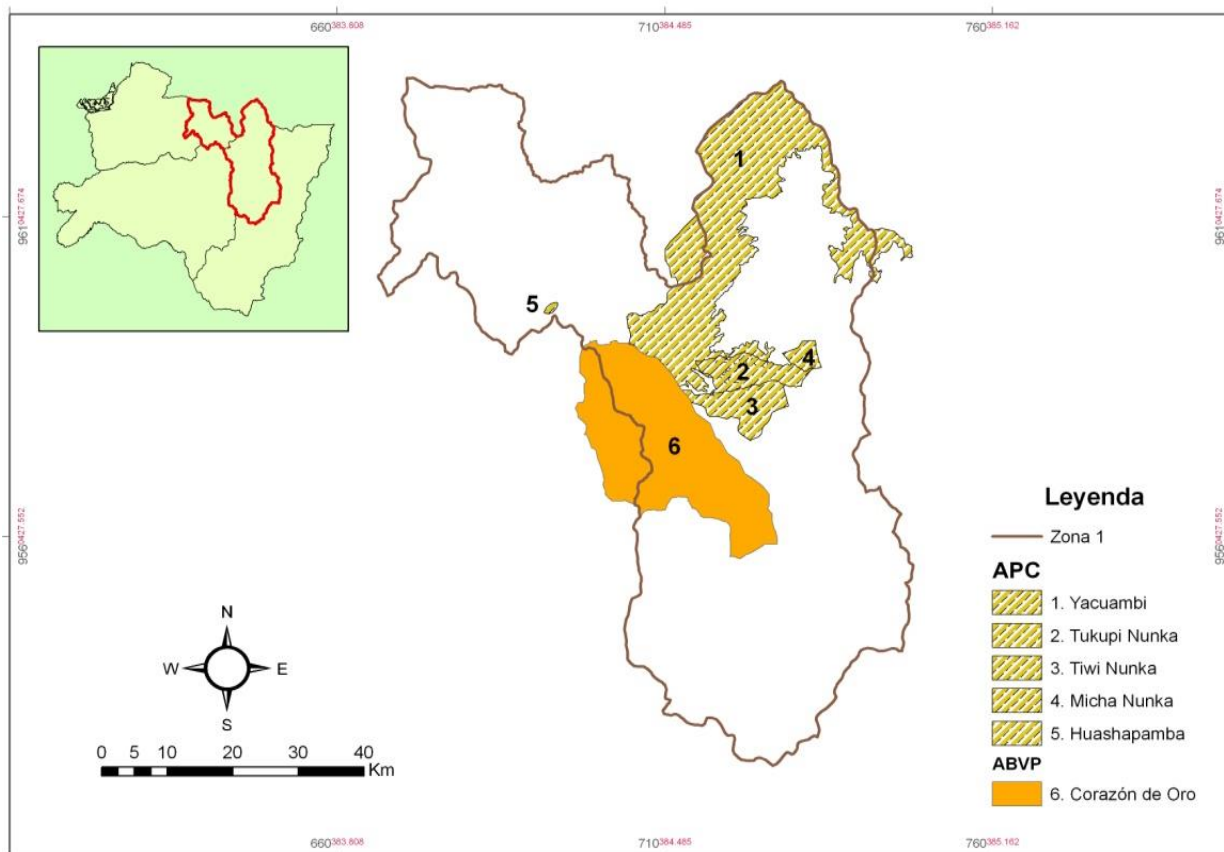 660383.808 710384.485 760385.162
9610427.674
9610427.674
1
5
2
4
3
6
9560427.552
9560427.552
Leyenda
Zona 1
APC
1. Yacuambi
2. Tukupi Nunka
3. Tiwi Nunka
4. Micha Nunka
5. Huashapamba
ABVP
6. Corazón de Oro
N
W E
S
0 5 10 20 30 40
Km
660383.808 710384.485 760385.162